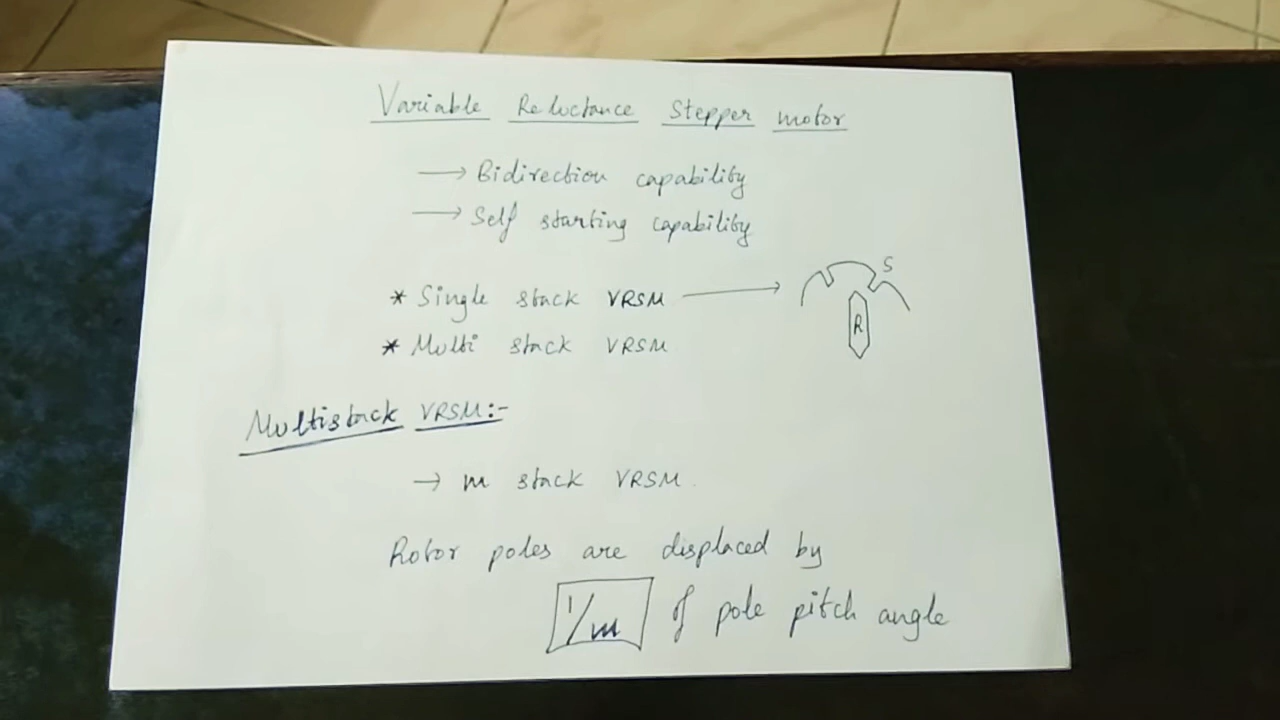 Variable Reluctance Stepper motor
→ Bidirection capability
→ Self starting capability
* Single stack VRSM → S
R
* Multi stack VRSM
Multistack VRSM:-
→ m stack VRSM.
Rotor poles are displaced by
1/m of pole pitch angle